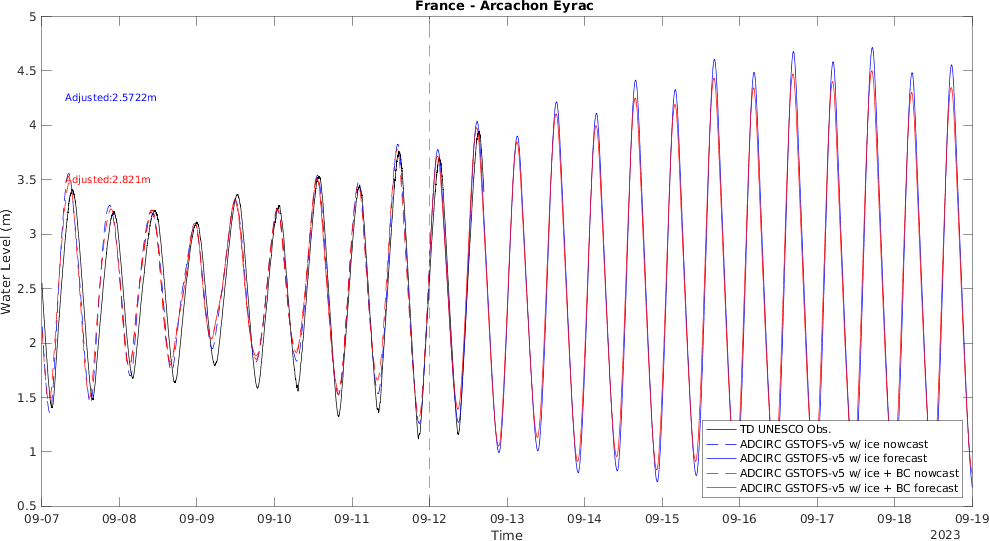 France - Arcachon Eyrac
5
4.5
4
3.5
3
2.5
2
1.5
1
0.5
Water Level (m)
Adjusted:2.5722m
Adjusted:2.821m
TD UNESCO Obs.
ADCIRC GSTOFS-v5 w/ ice nowcast
ADCIRC GSTOFS-v5 w/ ice forecast
ADCIRC GSTOFS-v5 w/ ice + BC nowcast
ADCIRC GSTOFS-v5 w/ ice + BC forecast
09-07 09-08 09-09 09-10 09-11 09-12 09-13 09-14 09-15 09-16 09-17 09-18 09-19
Time
2023